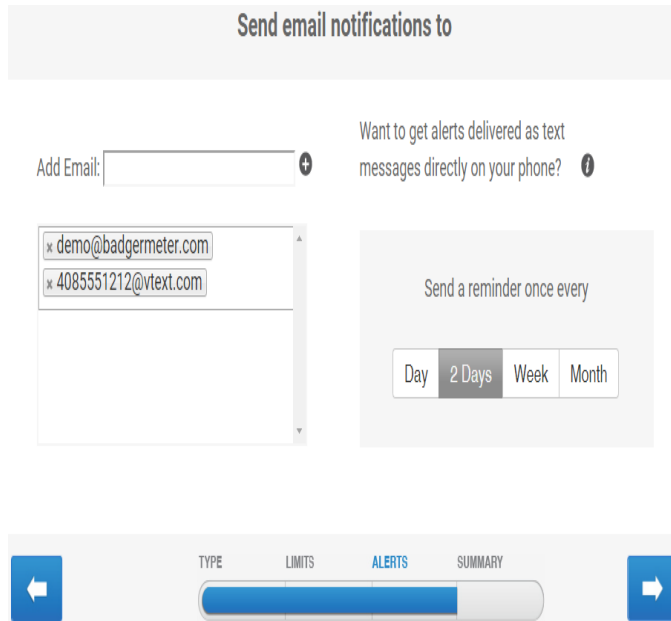 Send email notifications to
Add Email:
Want to get alerts delivered as text
messages directly on your phone?
× demo@badgermeter.com
× 4085551212@vtext.com
Send a reminder once every
Day 2 Days Week Month
TYPE LIMITS ALERTS SUMMARY